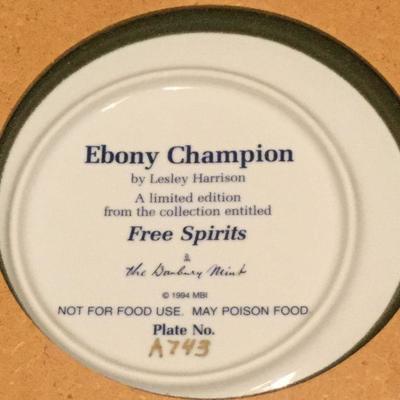 Ebony Champion
by Lesley Harrison
A limited edition
from the collection entitled
Free Spirits
&
the Danbury Mint
© 1994 MBI
NOT FOR FOOD USE. MAY POISON FOOD
Plate No.
A743